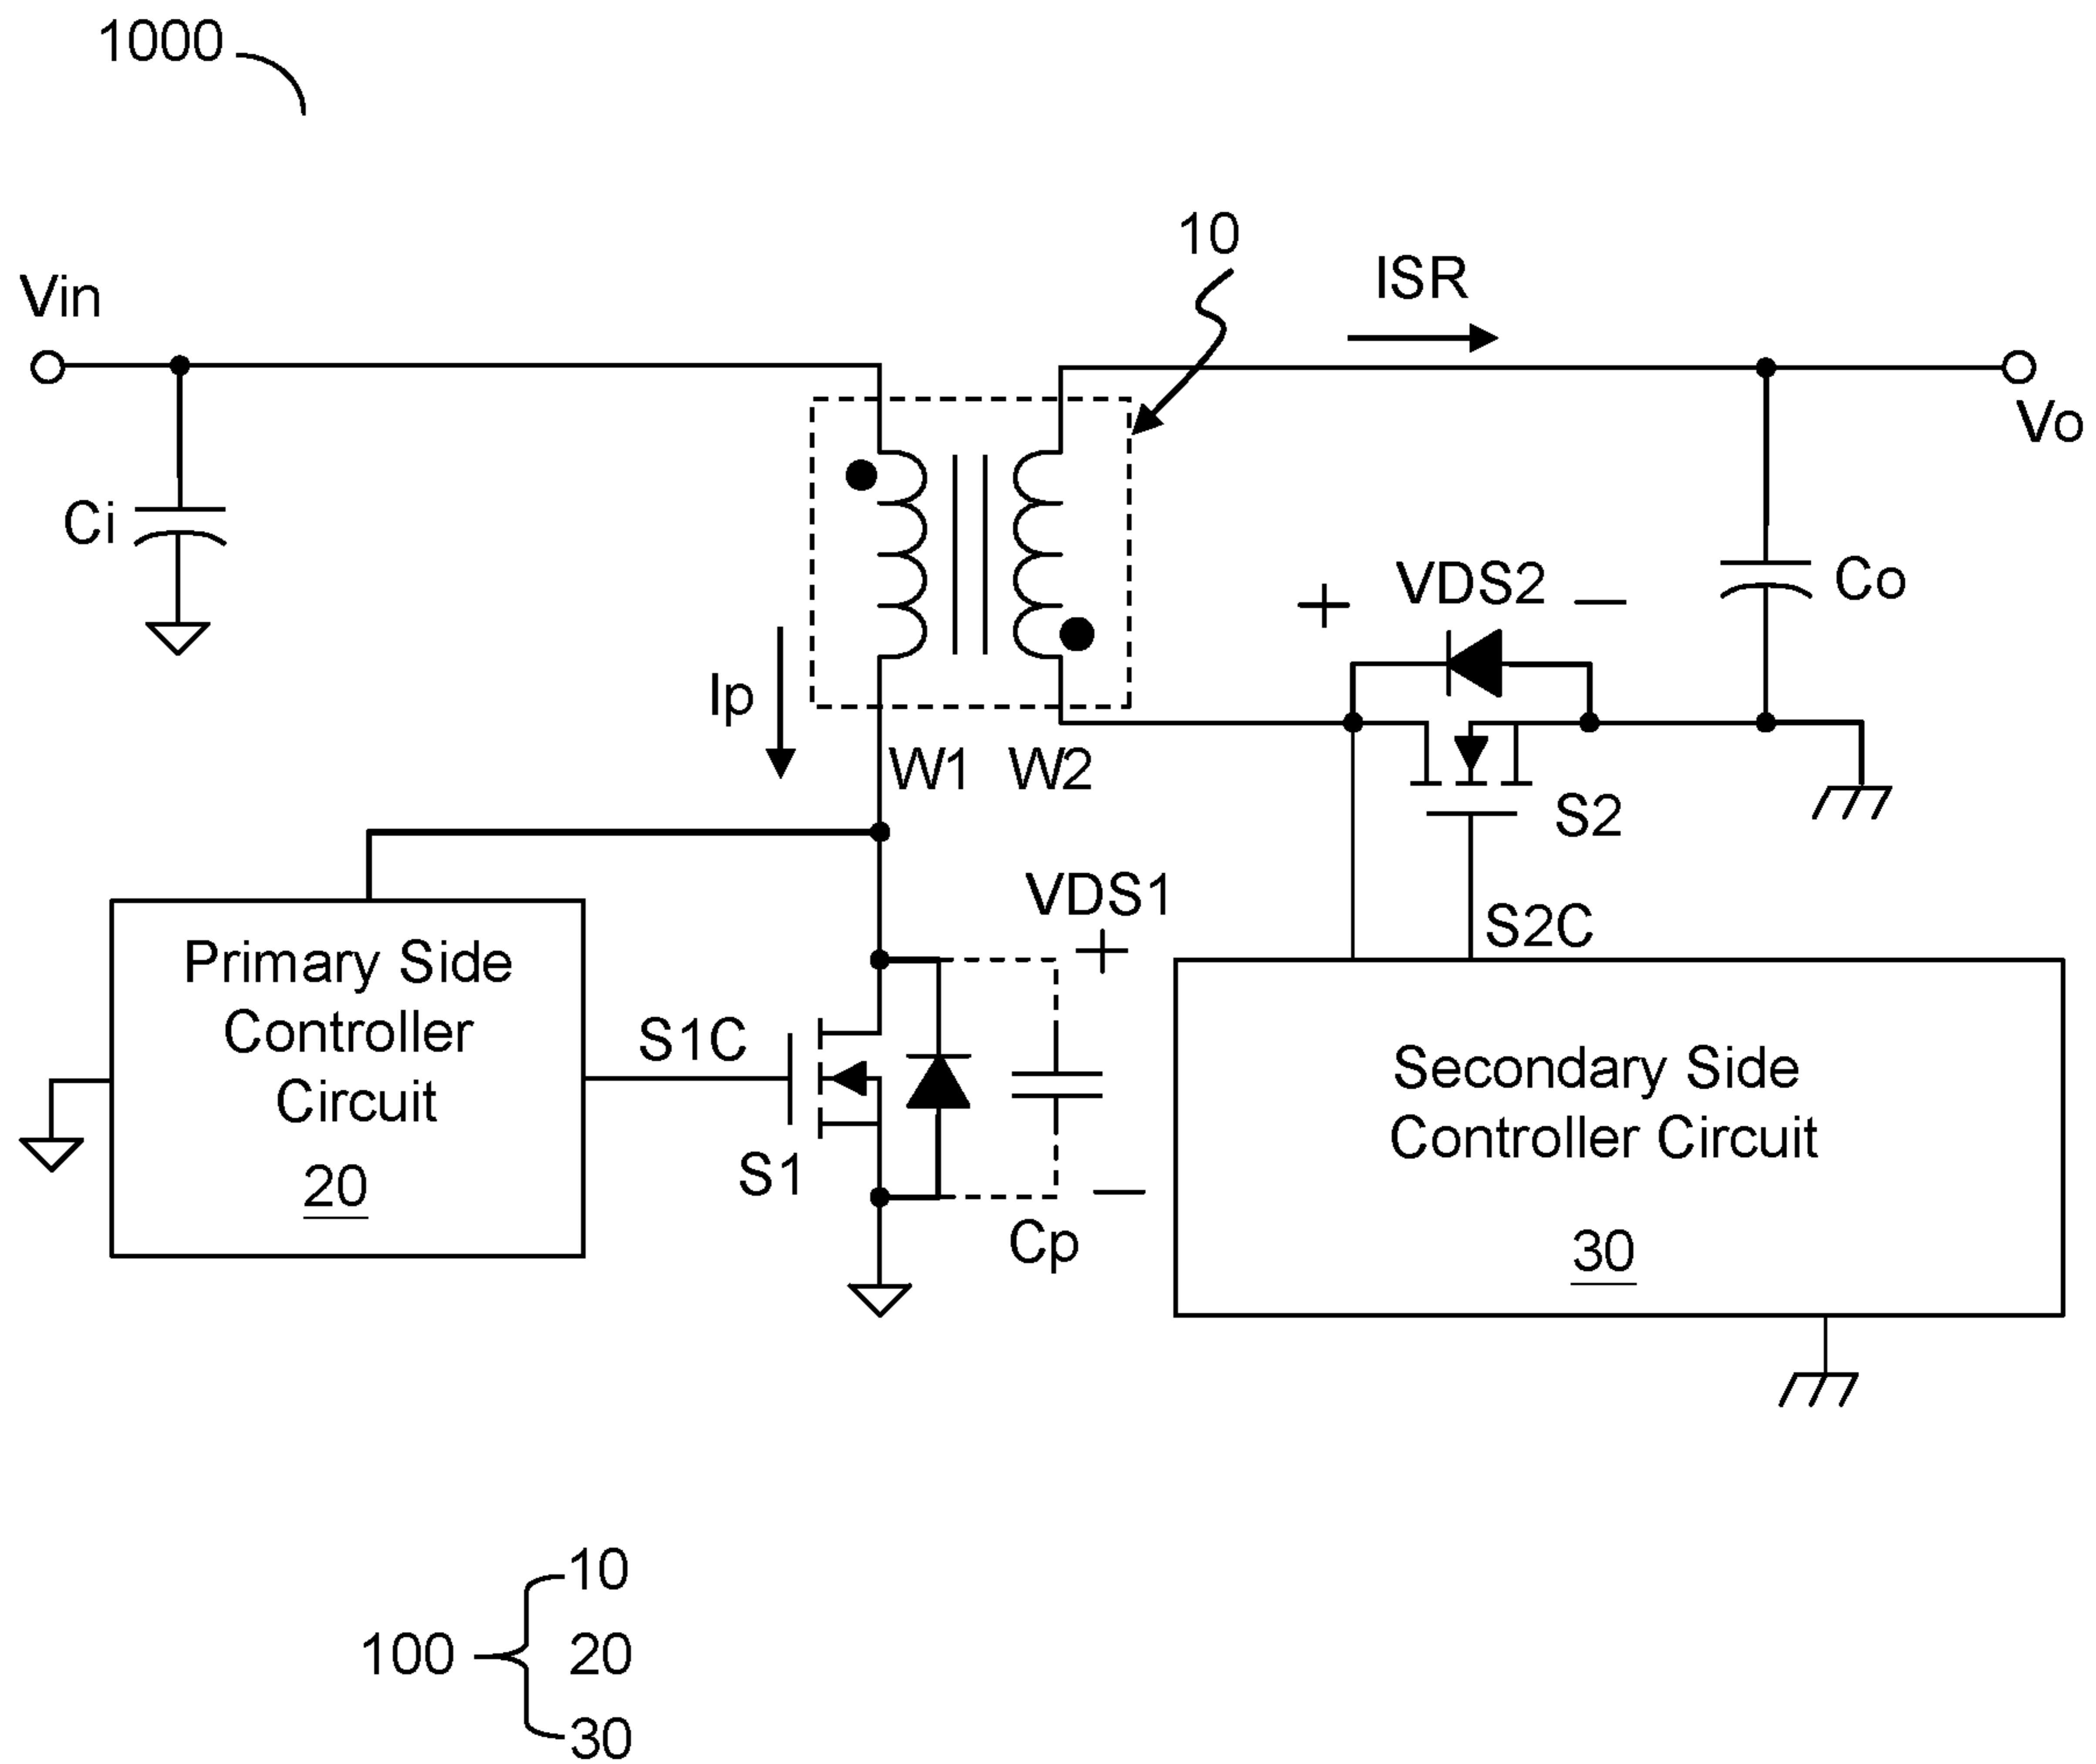 1000
10
ISR
Vin
Vo
Ci
VDS2
+ −
Co
Ip
W1 W2
S2
VDS1
+
S2C
Primary Side
Controller
Circuit
20
S1C
S1
−
Cp
Secondary Side
Controller Circuit
30
100
10
20
30